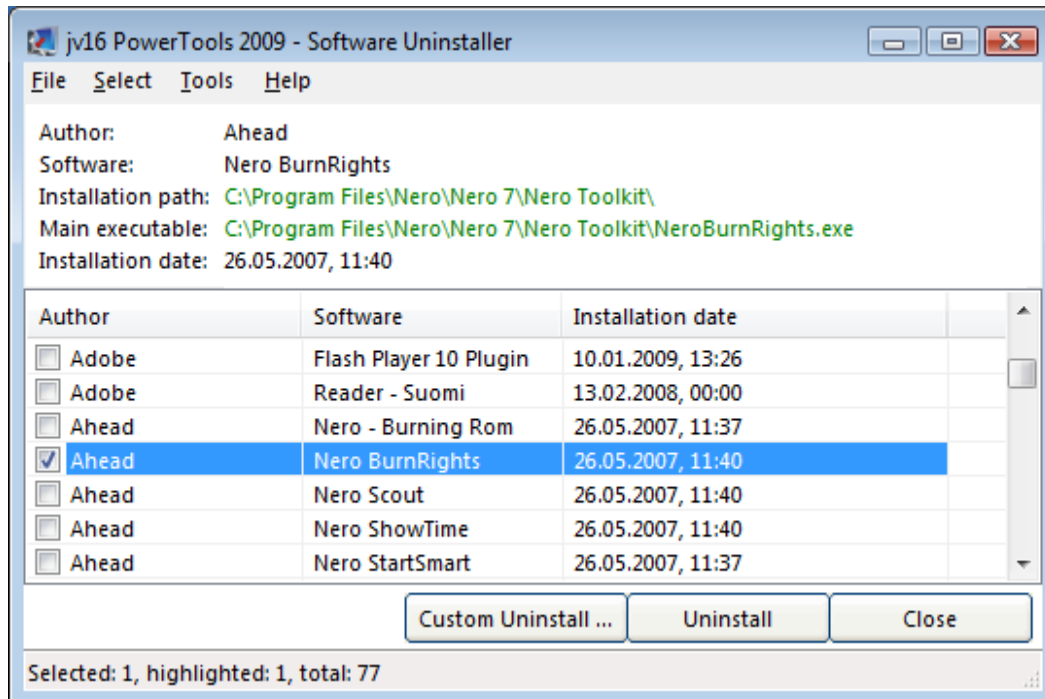 jv16 PowerTools 2009 - Software Uninstaller
File Select Tools Help
Author: Ahead
Software: Nero BurnRights
Installation path: C:\Program Files\Nero\Nero 7\Nero Toolkit\
Main executable: C:\Program Files\Nero\Nero 7\Nero Toolkit\NeroBurnRights.exe
Installation date: 26.05.2007, 11:40
Author Software Installation date
Adobe Flash Player 10 Plugin 10.01.2009, 13:26
Adobe Reader - Suomi 13.02.2008, 00:00
Ahead Nero - Burning Rom 26.05.2007, 11:37
Ahead Nero BurnRights 26.05.2007, 11:40
Ahead Nero Scout 26.05.2007, 11:40
Ahead Nero ShowTime 26.05.2007, 11:40
Ahead Nero StartSmart 26.05.2007, 11:37
Custom Uninstall ... Uninstall Close
Selected: 1, highlighted: 1, total: 77